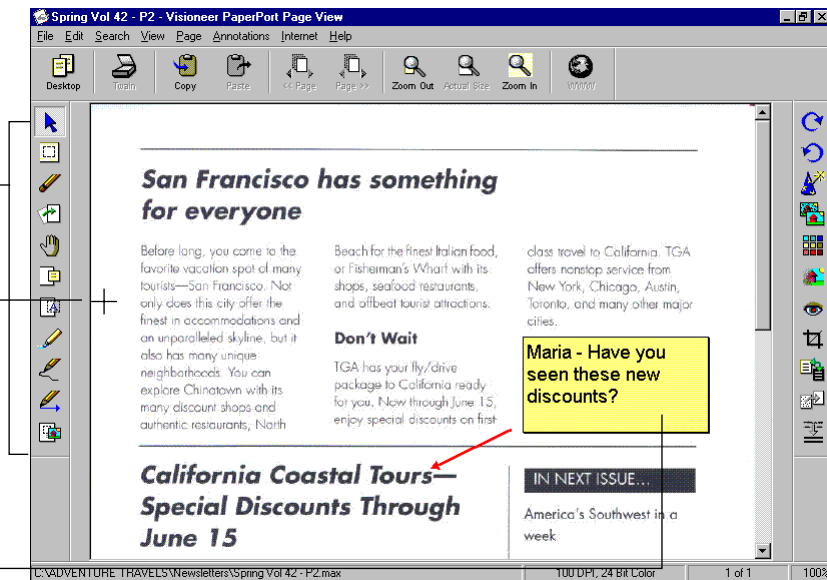 Spring Vol 42 - P2 - Visioneer PaperPort Page View
File Edit Search View Page Annotations Internet Help
Desktop Twain Copy Paste << Page Page >> Zoom Out Actual Size Zoom In WWW
San Francisco has something
for everyone
Before long, you come to the
favorite vacation spot of many
tourists—San Francisco. Not
only does this city offer the
finest in accommodations and
an unparalleled skyline, but it
also has many unique
neighborhoods. You can
explore Chinatown with its
many discount shops and
authentic restaurants, North
Beach for the finest Italian food,
or Fisherman's Wharf with its
shops, seafood restaurants,
and offbeat tourist attractions.
Don't Wait
TGA has your fly/drive
package to California ready
for you. Now through June 15,
enjoy special discounts on first
class travel to California. TGA
offers nonstop service from
New York, Chicago, Austin,
Toronto, and many other major
cities.
Maria - Have you
seen these new
discounts?
California Coastal Tours—
Special Discounts Through
June 15
IN NEXT ISSUE...
America's Southwest in a
week
C:\ADVENTURE TRAVELS\Newsletters\Spring Vol 42 - P2.max 100 DPI, 24 Bit Color 1 of 1 100%